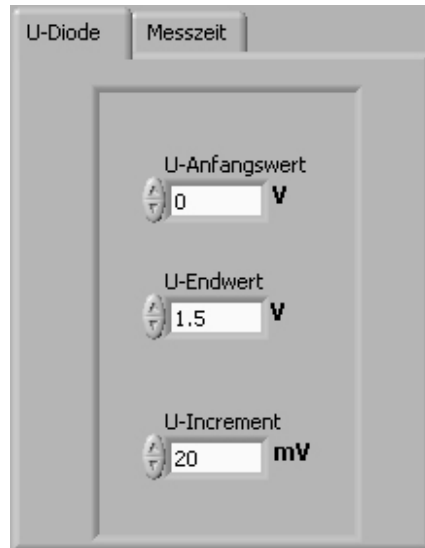 U-Diode Messzeit
U-Anfangswert
0 V
U-Endwert
1.5 V
U-Increment
20 mV